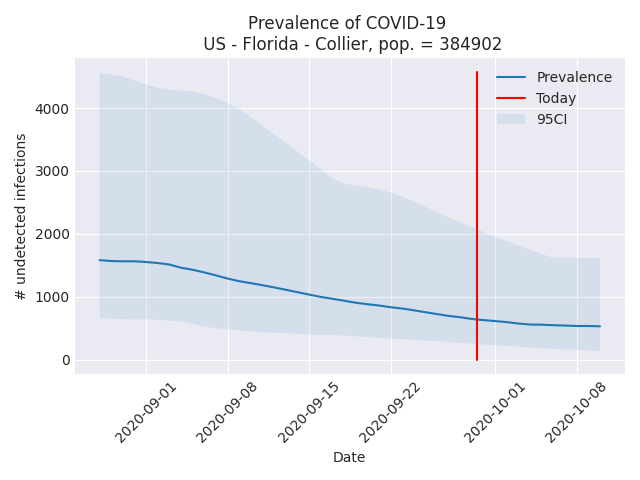 Prevalence of COVID-19
US - Florida - Collier, pop. = 384902
# undetected infections
4000
3000
2000
1000
0
Prevalence
Today
95CI
2020-09-01
2020-09-08
2020-09-15
2020-09-22
2020-10-01
2020-10-08
Date